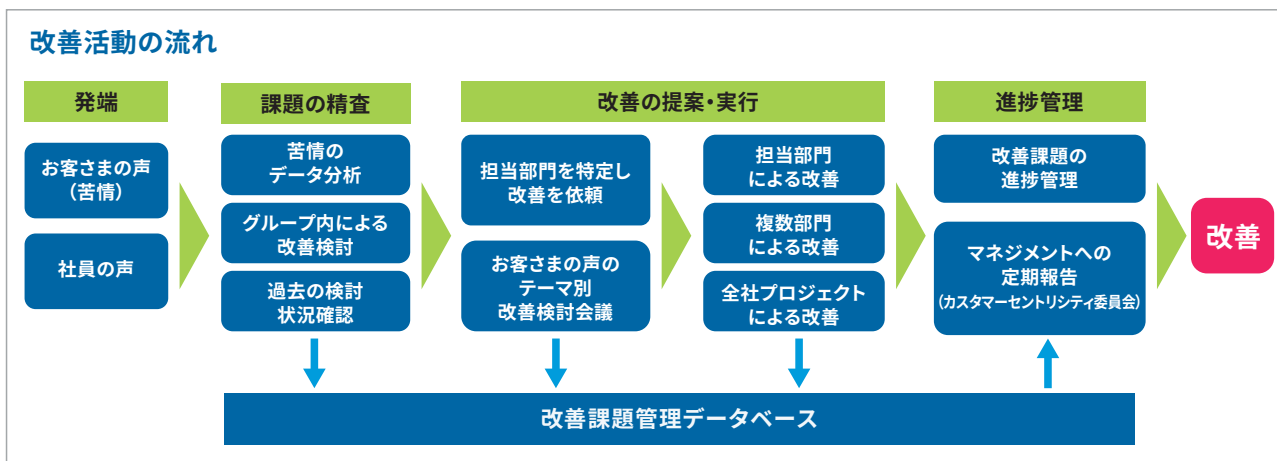 改善活動の流れ
発端
お客さまの声
(苦情)
社員の声
課題の精査
苦情の
データ分析
グループ内による
改善検討
過去の検討
状況確認
改善の提案・実行
担当部門を特定し
改善を依頼
お客さまの声の
テーマ別
改善検討会議
担当部門
による改善
複数部門
による改善
全社プロジェクト
による改善
進捗管理
改善課題の
進捗管理
マネジメントへの
定期報告
(カスタマーセントリシティ委員会)
改善
改善課題管理データベース